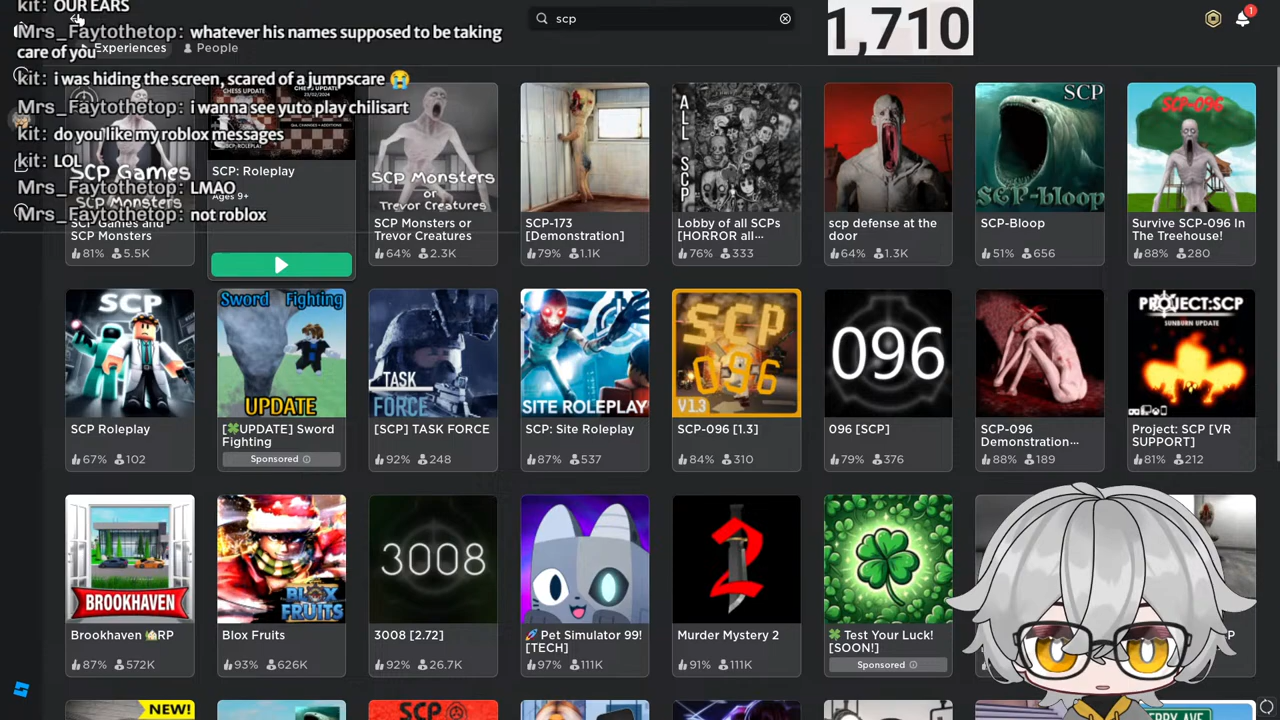 kit: OUR EARS
Mrs_Faytothetop: whatever his names supposed to be taking
care of you
kit: i was hiding the screen, scared of a jumpscare 😭
Mrs_Faytothetop: i wanna see yuto play chilisart
kit: do you like my roblox messages
kit: LOL
Mrs_Faytothetop: LMAO
Mrs_Faytothetop: not roblox
scp
1,710
1
Experiences
People
CHESS UPDATE
23/02/2024
SCP Games
SCP Monsters
SCP Games and
SCP Monsters
81% 5.5K
SCP: Roleplay
Ages 9+
SCP MONSTERS
or
TREVOR CREATURES
SCP Monsters or
Trevor Creatures
64% 2.3K
SCP-173
[Demonstration]
79% 1.1K
ALL SCP
Lobby of all SCPs
[HORROR all...
76% 333
scp defense at the
door
64% 1.3K
SCP
SCP-bloop
SCP-Bloop
51% 656
SCP-096
Survive SCP-096 In
The Treehouse!
88% 280
SCP
SCP Roleplay
67% 102
Sword Fighting
UPDATE
[🍀UPDATE] Sword
Fighting
Sponsored
TASK
FORCE
[SCP] TASK FORCE
92% 248
SITE ROLEPLAY
SCP: Site Roleplay
87% 537
SCP
096
V1.3
SCP-096 [1.3]
84% 310
096
096 [SCP]
79% 376
SCP-096
Demonstration...
88% 189
PROJECT:SCP
SUNBURN UPDATE
Project: SCP [VR
SUPPORT]
81% 212
BROOKHAVEN
Brookhaven 🏡RP
87% 572K
BLOX
FRUITS
Blox Fruits
93% 626K
3008
3008 [2.72]
92% 26.7K
🚀 Pet Simulator 99!
[TECH]
97% 111K
2
Murder Mystery 2
91% 111K
🍀 Test Your Luck!
[SOON!]
Sponsored
NEW!
SCP